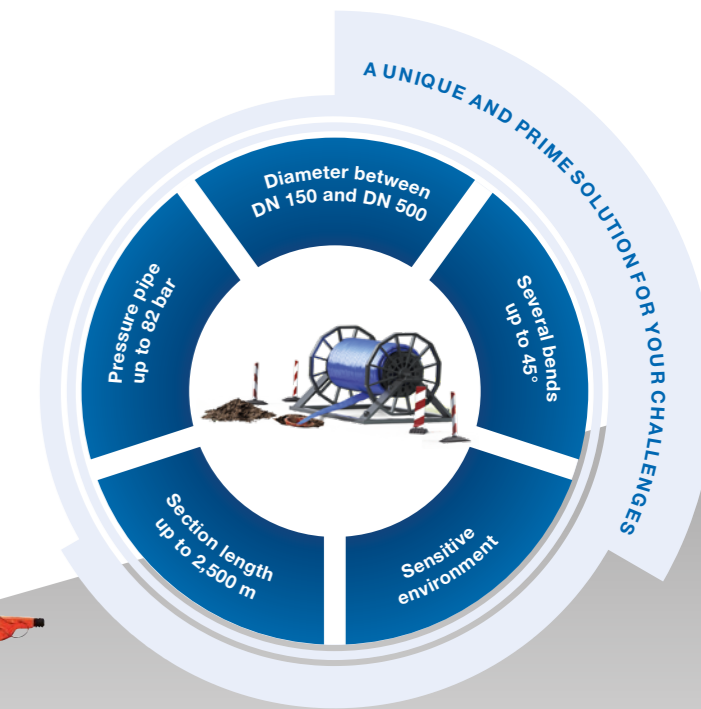 A UNIQUE AND PRIME SOLUTION FOR YOUR CHALLENGES
Diameter between
DN 150 and DN 500
Several bends
up to 45°
Sensitive
environment
Section length
up to 2,500 m
Pressure pipe
up to 82 bar